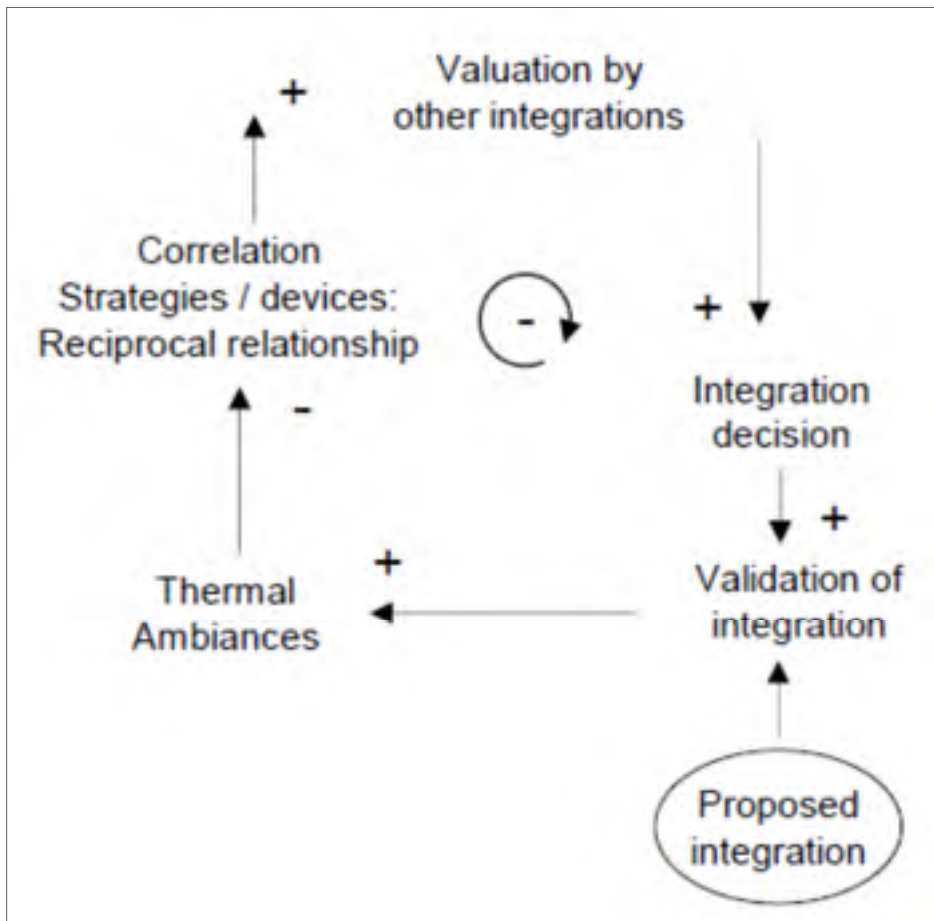 Valuation by
other integrations
+
Correlation
Strategies / devices:
Reciprocal relationship
-
+
Integration
decision
-
+
Validation of
integration
+
Thermal
Ambiances
Proposed
integration